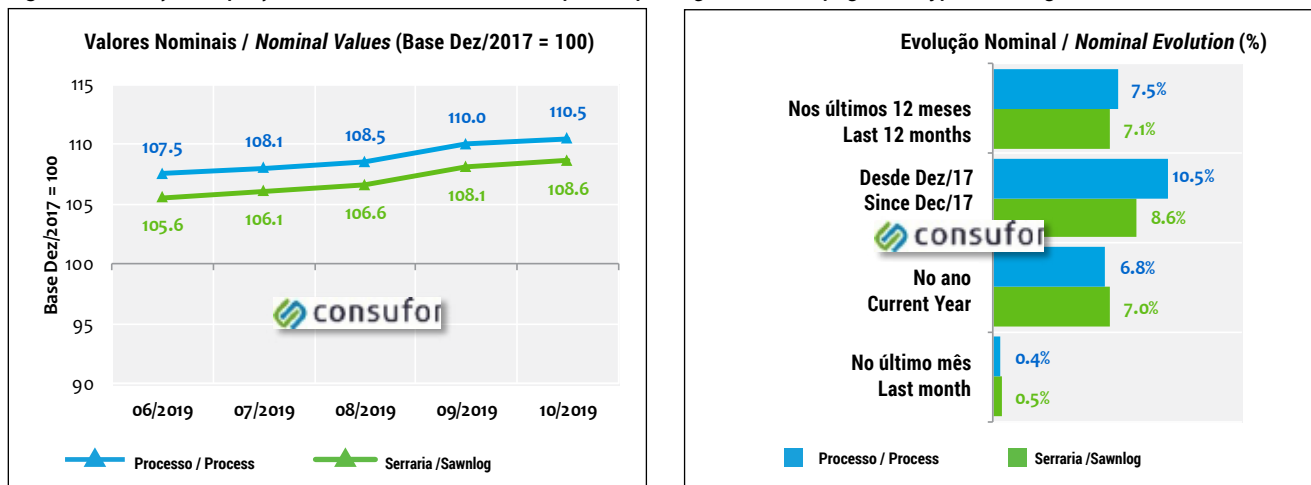 Valores Nominais / Nominal Values (Base Dez/2017 = 100)
Base Dez/2017 = 100
115
110
105
100
95
90
107.5
108.1
108.5
110.0
110.5
105.6
106.1
106.6
108.1
108.6
consufor
06/2019
07/2019
08/2019
09/2019
10/2019
Processo / Process
Serraria /Sawnlog
Evolução Nominal / Nominal Evolution (%)
Nos últimos 12 meses
Last 12 months
7.5%
7.1%
Desde Dez/17
Since Dec/17
10.5%
8.6%
consufor
No ano
Current Year
6.8%
7.0%
No último mês
Last month
0.4%
0.5%
Processo / Process
Serraria /Sawnlog